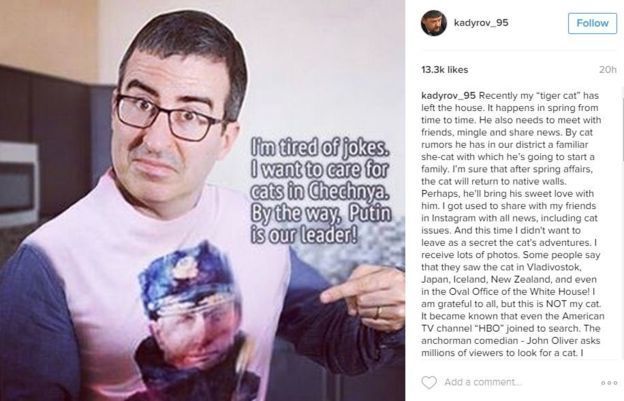 I'm tired of jokes.
I want to care for
cats in Chechnya.
By the way, Putin
is our leader!
kadyrov_95
Follow
13.3k likes
20h
kadyrov_95 Recently my "tiger cat" has
left the house. It happens in spring from
time to time. He also needs to meet with
friends, mingle and share news. By cat
rumors he has in our district a familiar
she-cat with which he's going to start a
family. I'm sure that after spring affairs,
the cat will return to native walls.
Perhaps, he'll bring his sweet love with
him. I got used to share with my friends
in Instagram with all news, including cat
issues. And this time I didn't want to
leave as a secret the cat's adventures. I
receive lots of photos. Some people say
that they saw the cat in Vladivostok,
Japan, Iceland, New Zealand, and even
in the Oval Office of the White House! I
am grateful to all, but this is NOT my cat.
It became known that even the American
TV channel "HBO" joined to search. The
anchorman comedian - John Oliver asks
millions of viewers to look for a cat. I
Add a comment...